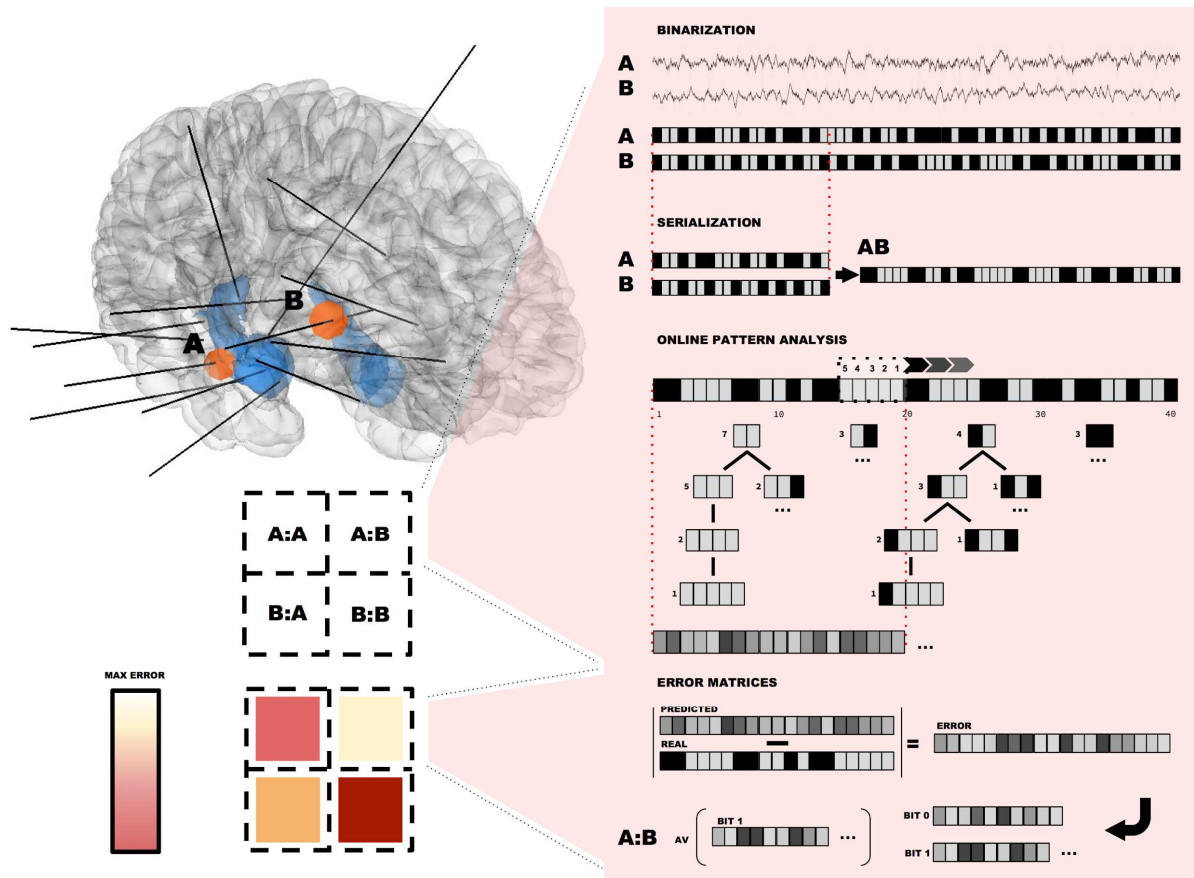 BINARIZATION
A
B
A
B
SERIALIZATION
A
B
AB
B
A
ONLINE PATTERN ANALYSIS
5 4 3 2 1
1 10 20 30 40
7 3 4 3
... ...
5 2 3 1
... ...
2 2 1
1 1
...
A:A A:B
B:A B:B
MAX ERROR
ERROR MATRICES
PREDICTED
REAL
=
ERROR
A:B AV ( BIT 1 ... )
BIT 0
BIT 1 ...